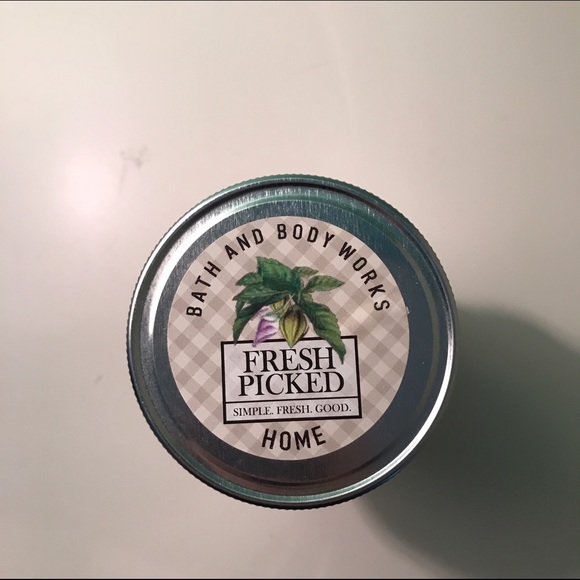 BATH AND BODY WORKS
FRESH
PICKED
SIMPLE. FRESH. GOOD.
HOME